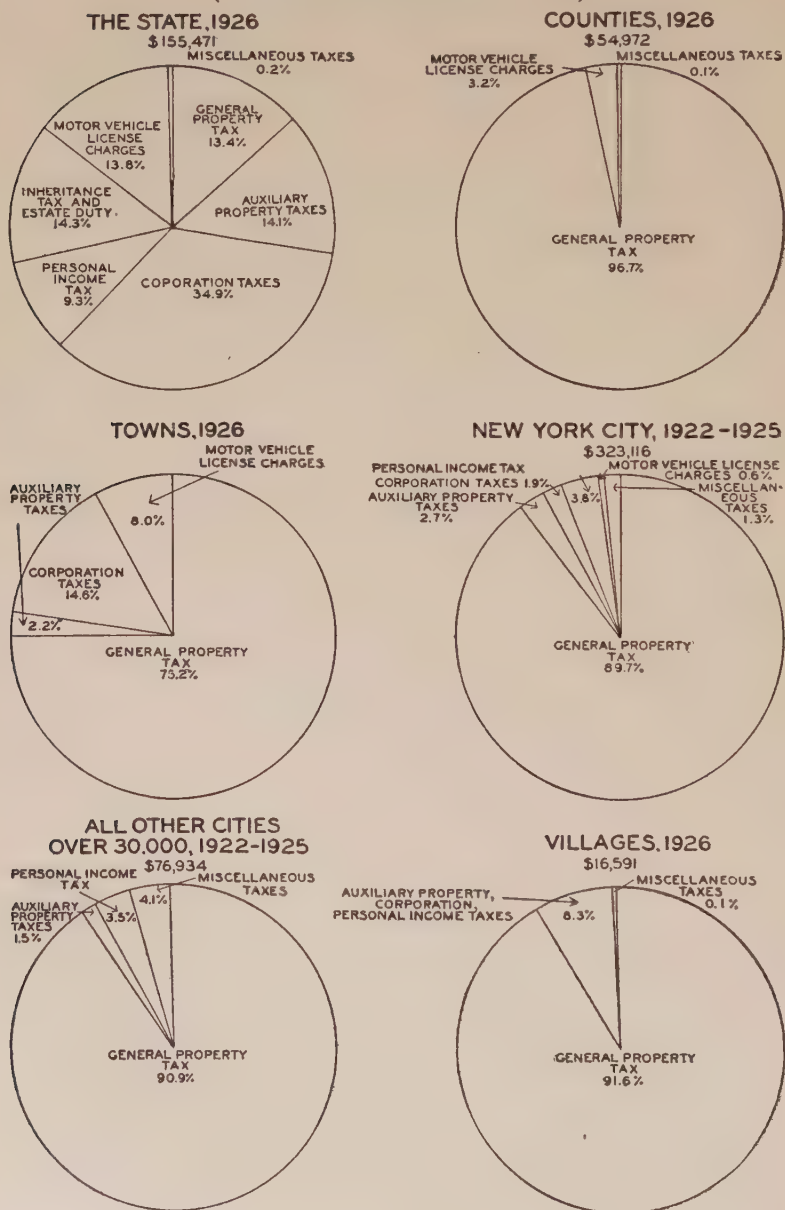 THE STATE, 1926
$155,471
MISCELLANEOUS TAXES
0.2%
GENERAL
PROPERTY
TAX
13.4%
MOTOR VEHICLE
LICENSE
CHARGES
13.8%
AUXILIARY
PROPERTY TAXES
14.1%
INHERITANCE
TAX AND
ESTATE DUTY
14.3%
PERSONAL
INCOME
TAX
9.3%
COPORATION TAXES
34.9%
COUNTIES, 1926
$54,972
MOTOR VEHICLE
LICENSE CHARGES
3.2%
MISCELLANEOUS TAXES
0.1%
GENERAL PROPERTY
TAX
96.7%
TOWNS, 1926
MOTOR VEHICLE
LICENSE CHARGES
8.0%
AUXILIARY
PROPERTY
TAXES
2.2%
CORPORATION
TAXES
14.6%
GENERAL PROPERTY
TAX
75.2%
NEW YORK CITY, 1922-1925
$323,116
PERSONAL INCOME TAX
3.8%
CORPORATION TAXES 1.9%
AUXILIARY PROPERTY
TAXES
2.7%
MOTOR VEHICLE LICENSE
CHARGES 0.6%
MISCELLAN-
EOUS
TAXES
1.3%
GENERAL PROPERTY
TAX
89.7%
ALL OTHER CITIES
OVER 30,000, 1922-1925
$76,934
PERSONAL INCOME
TAX
3.5%
4.1%
MISCELLANEOUS
TAXES
AUXILIARY
PROPERTY
TAXES
1.5%
GENERAL PROPERTY
TAX
90.9%
VILLAGES, 1926
$16,591
AUXILIARY PROPERTY,
CORPORATION,
PERSONAL INCOME TAXES
8.3%
MISCELLANEOUS
TAXES
0.1%
GENERAL PROPERTY
TAX
91.6%